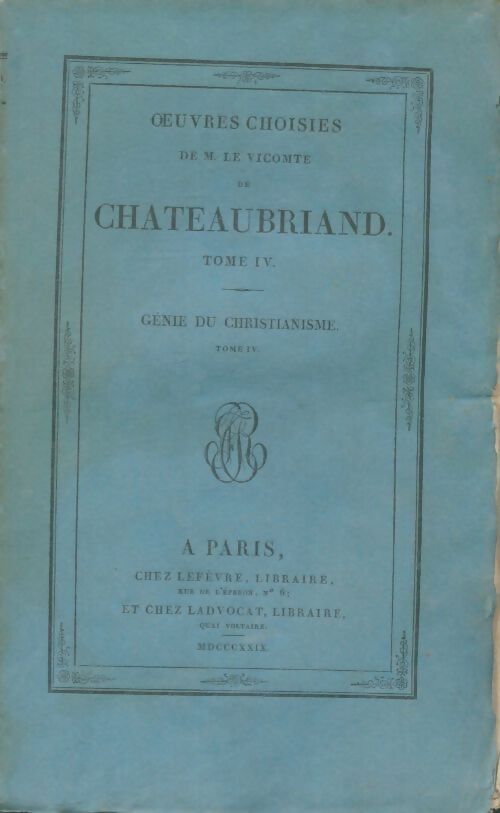 ŒUVRES CHOISIES
DE M. LE VICOMTE
DE
CHATEAUBRIAND.
TOME IV.
GÉNIE DU CHRISTIANISME.
TOME IV.
A PARIS,
CHEZ LEFÈVRE, LIBRAIRE,
RUE DE L'ÉPERON, Nº 6;
ET CHEZ LADVOCAT, LIBRAIRE,
QUAI VOLTAIRE.
MDCCCXXIX.